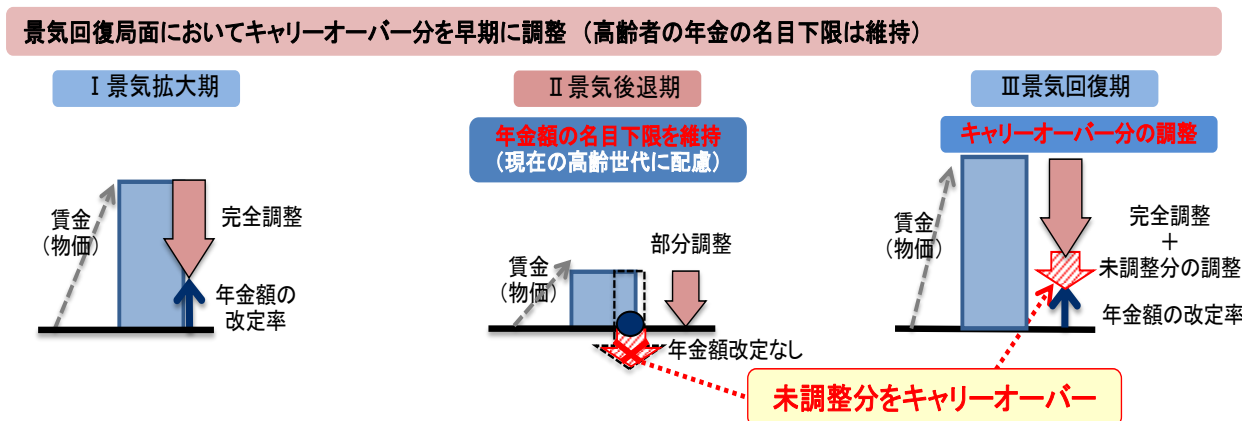 景気回復局面においてキャリーオーバー分を早期に調整 （高齢者の年金の名目下限は維持）
Ⅰ 景気拡大期
賃金
（物価）
完全調整
年金額の
改定率
Ⅱ 景気後退期
年金額の名目下限を維持
（現在の高齢世代に配慮）
賃金
（物価）
部分調整
年金額改定なし
Ⅲ景気回復期
キャリーオーバー分の調整
賃金
（物価）
完全調整
＋
未調整分の調整
年金額の改定率
未調整分をキャリーオーバー